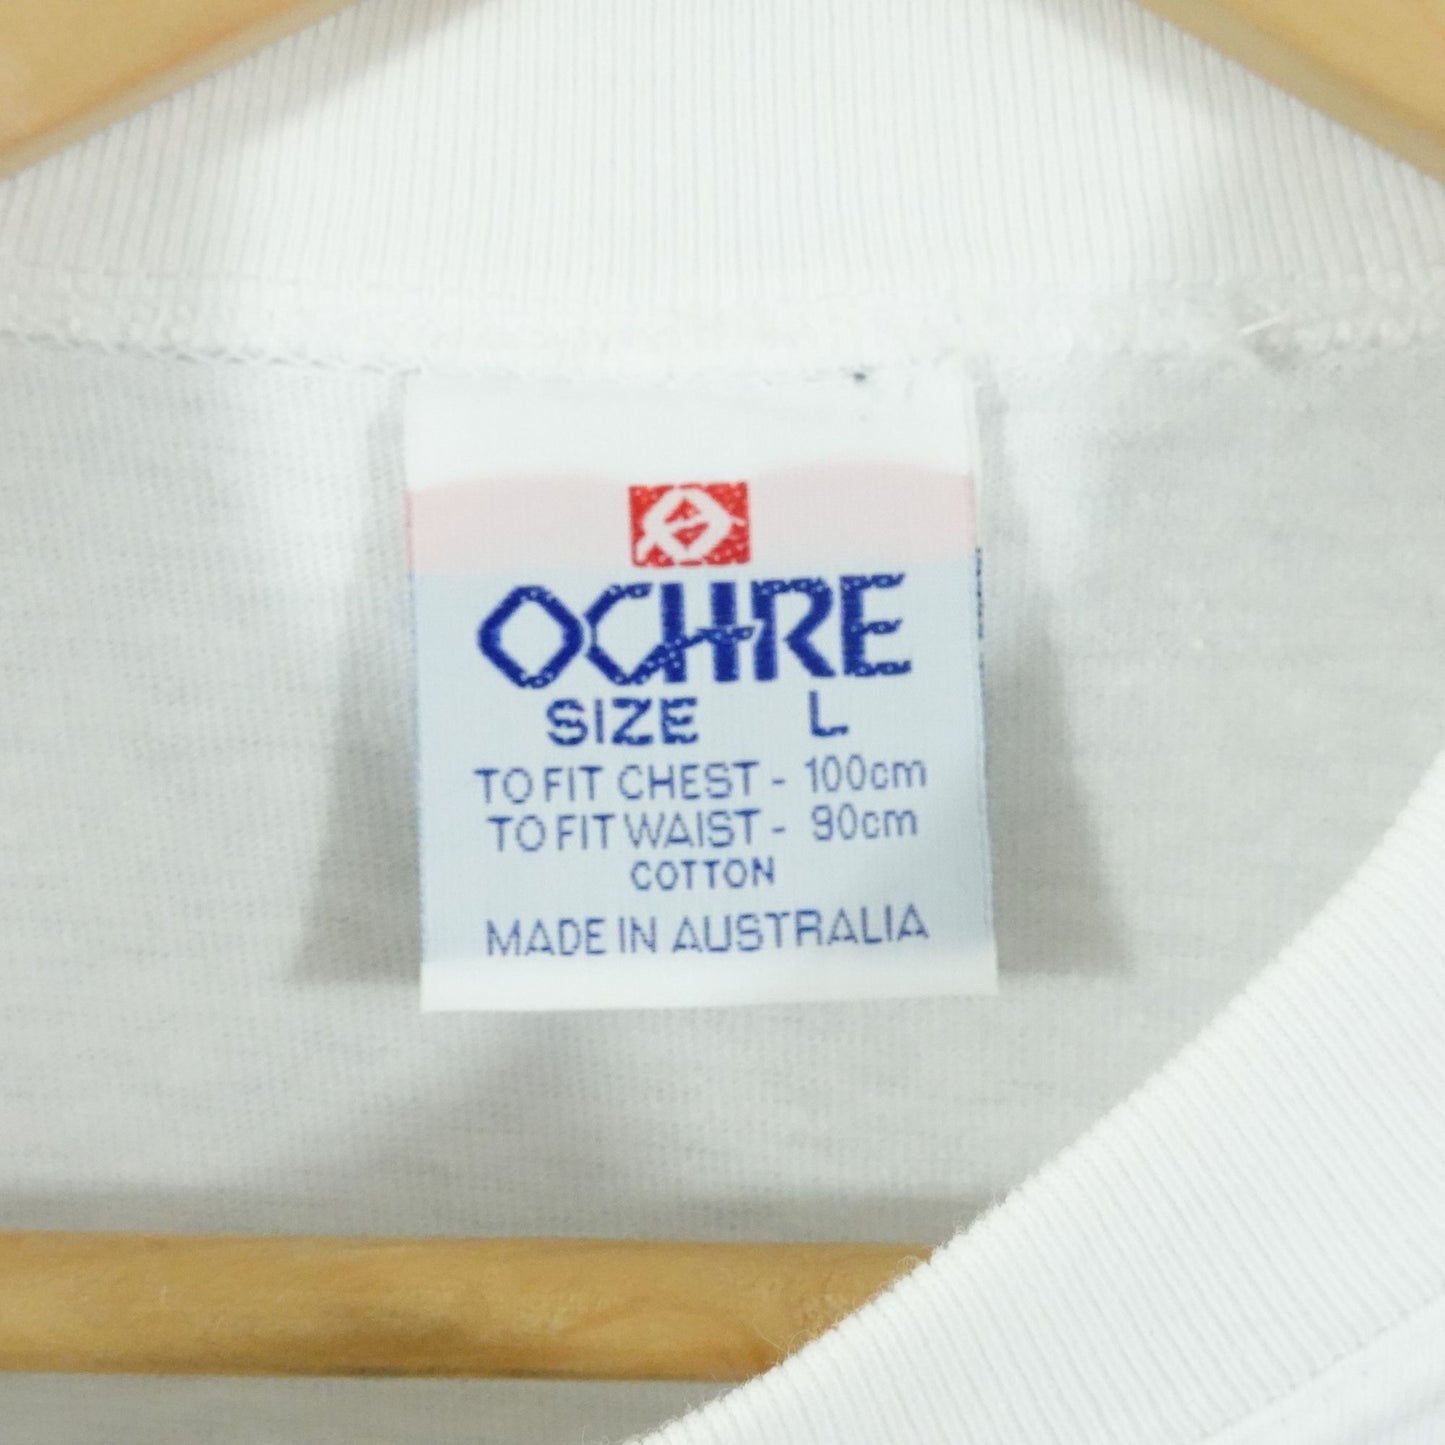 OCHRE
SIZE L
TO FIT CHEST - 100cm
TO FIT WAIST - 90cm
COTTON
MADE IN AUSTRALIA